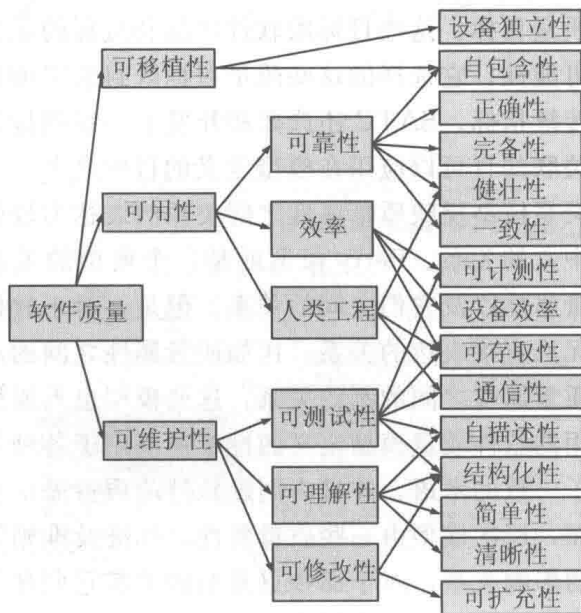 软件质量
可移植性
可用性
可维护性
可靠性
效率
人类工程
可测试性
可理解性
可修改性
设备独立性
自包含性
正确性
完备性
健壮性
一致性
可计测性
设备效率
可存取性
通信性
自描述性
结构化性
简单性
清晰性
可扩充性